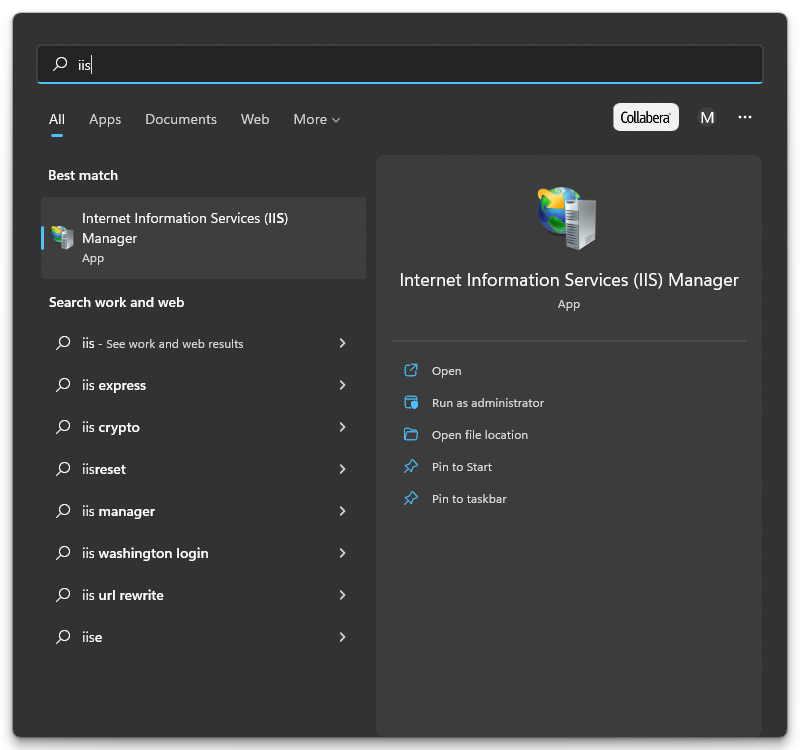 iis
All Apps Documents Web More
Collabera M
Best match
Internet Information Services (IIS)
Manager
App
Search work and web
iis - See work and web results
iis express
iis crypto
iisreset
iis manager
iis washington login
iis url rewrite
iise
Internet Information Services (IIS) Manager
App
Open
Run as administrator
Open file location
Pin to Start
Pin to taskbar